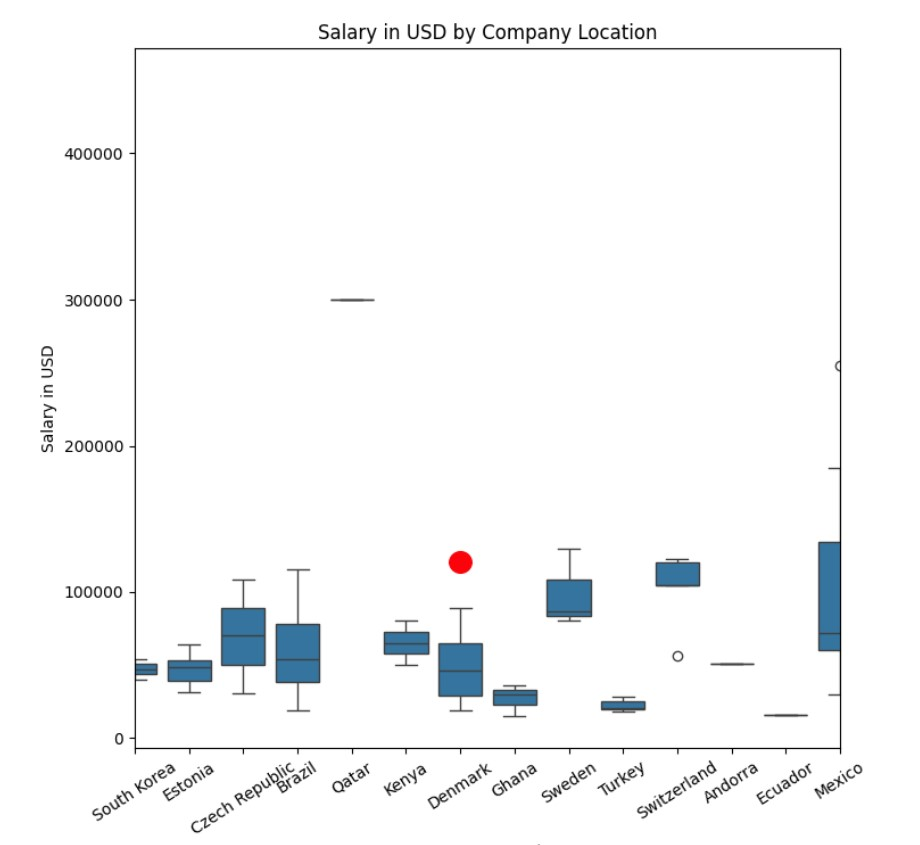 Salary in USD by Company Location
400000
300000
200000
100000
0
Salary in USD
South Korea
Estonia
Czech Republic
Brazil
Qatar
Kenya
Denmark
Ghana
Sweden
Turkey
Switzerland
Andorra
Ecuador
Mexico